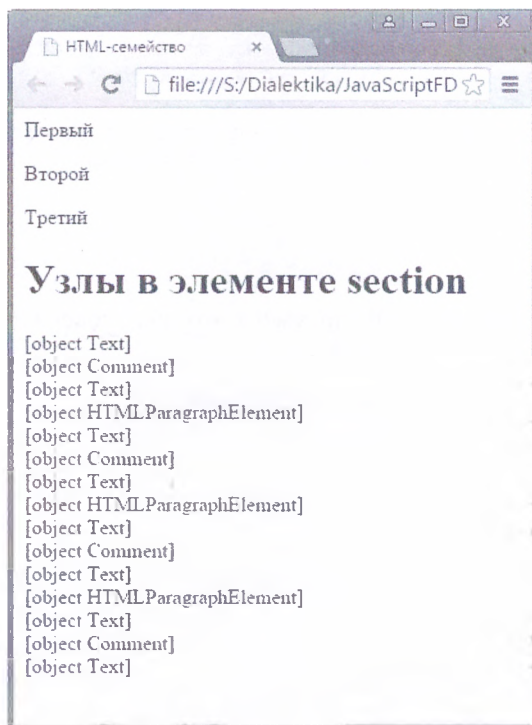 HTML-семейство
file:///S:/Dialektika/JavaScriptFD
Первый
Второй
Третий
Узлы в элементе section
[object Text]
[object Comment]
[object Text]
[object HTMLParagraphElement]
[object Text]
[object Comment]
[object Text]
[object HTMLParagraphElement]
[object Text]
[object Comment]
[object Text]
[object HTMLParagraphElement]
[object Text]
[object Comment]
[object Text]